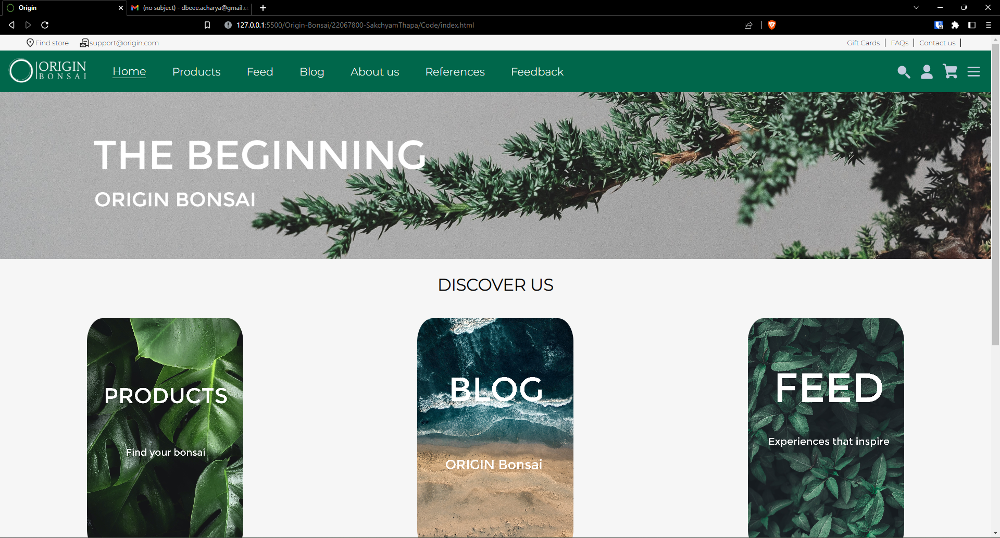 Origin
(no subject) - dbeee.acharya@gmail.co
127.0.0.1:5500/Origin-Bonsai/22067800-SakchyamThapa/Code/index.html
Find store support@origin.com Gift Cards FAQs Contact us
ORIGIN
BONSAI
Home Products Feed Blog About us References Feedback
THE BEGINNING
ORIGIN BONSAI
DISCOVER US
PRODUCTS
Find your bonsai
BLOG
ORIGIN Bonsai
FEED
Experiences that inspire